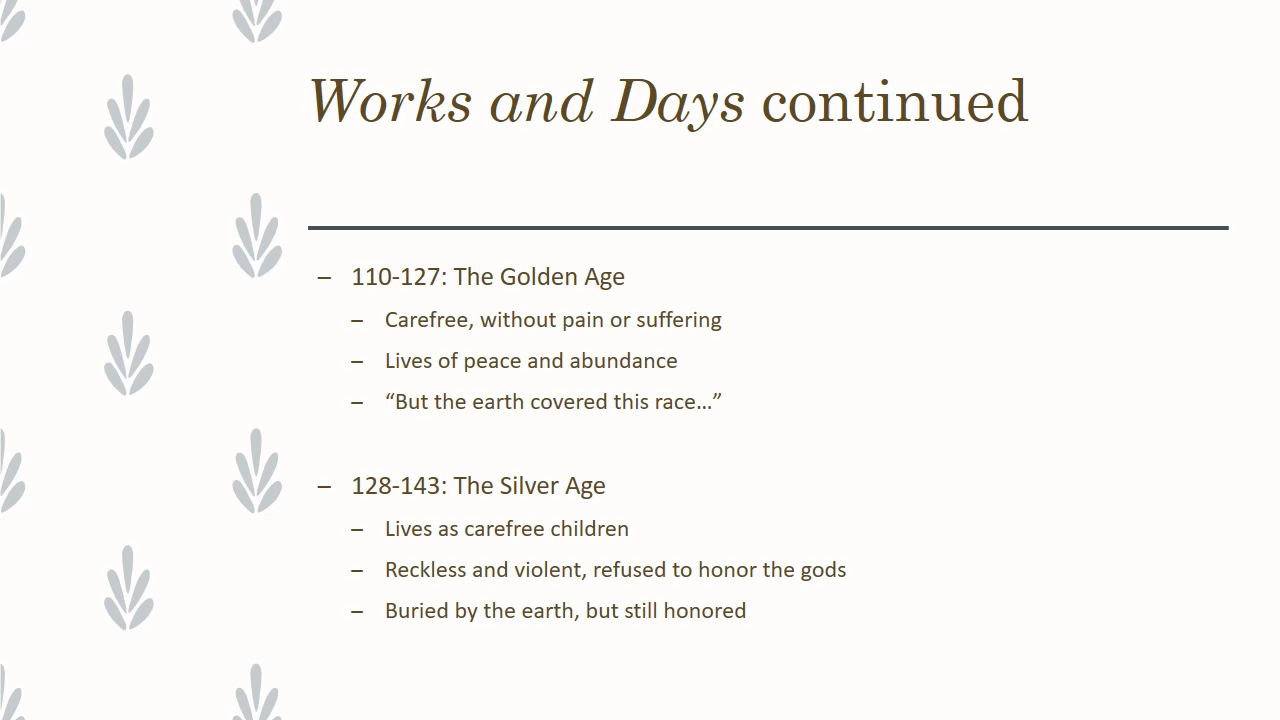 Works and Days continued
– 110-127: The Golden Age
– Carefree, without pain or suffering
– Lives of peace and abundance
– “But the earth covered this race…”
– 128-143: The Silver Age
– Lives as carefree children
– Reckless and violent, refused to honor the gods
– Buried by the earth, but still honored